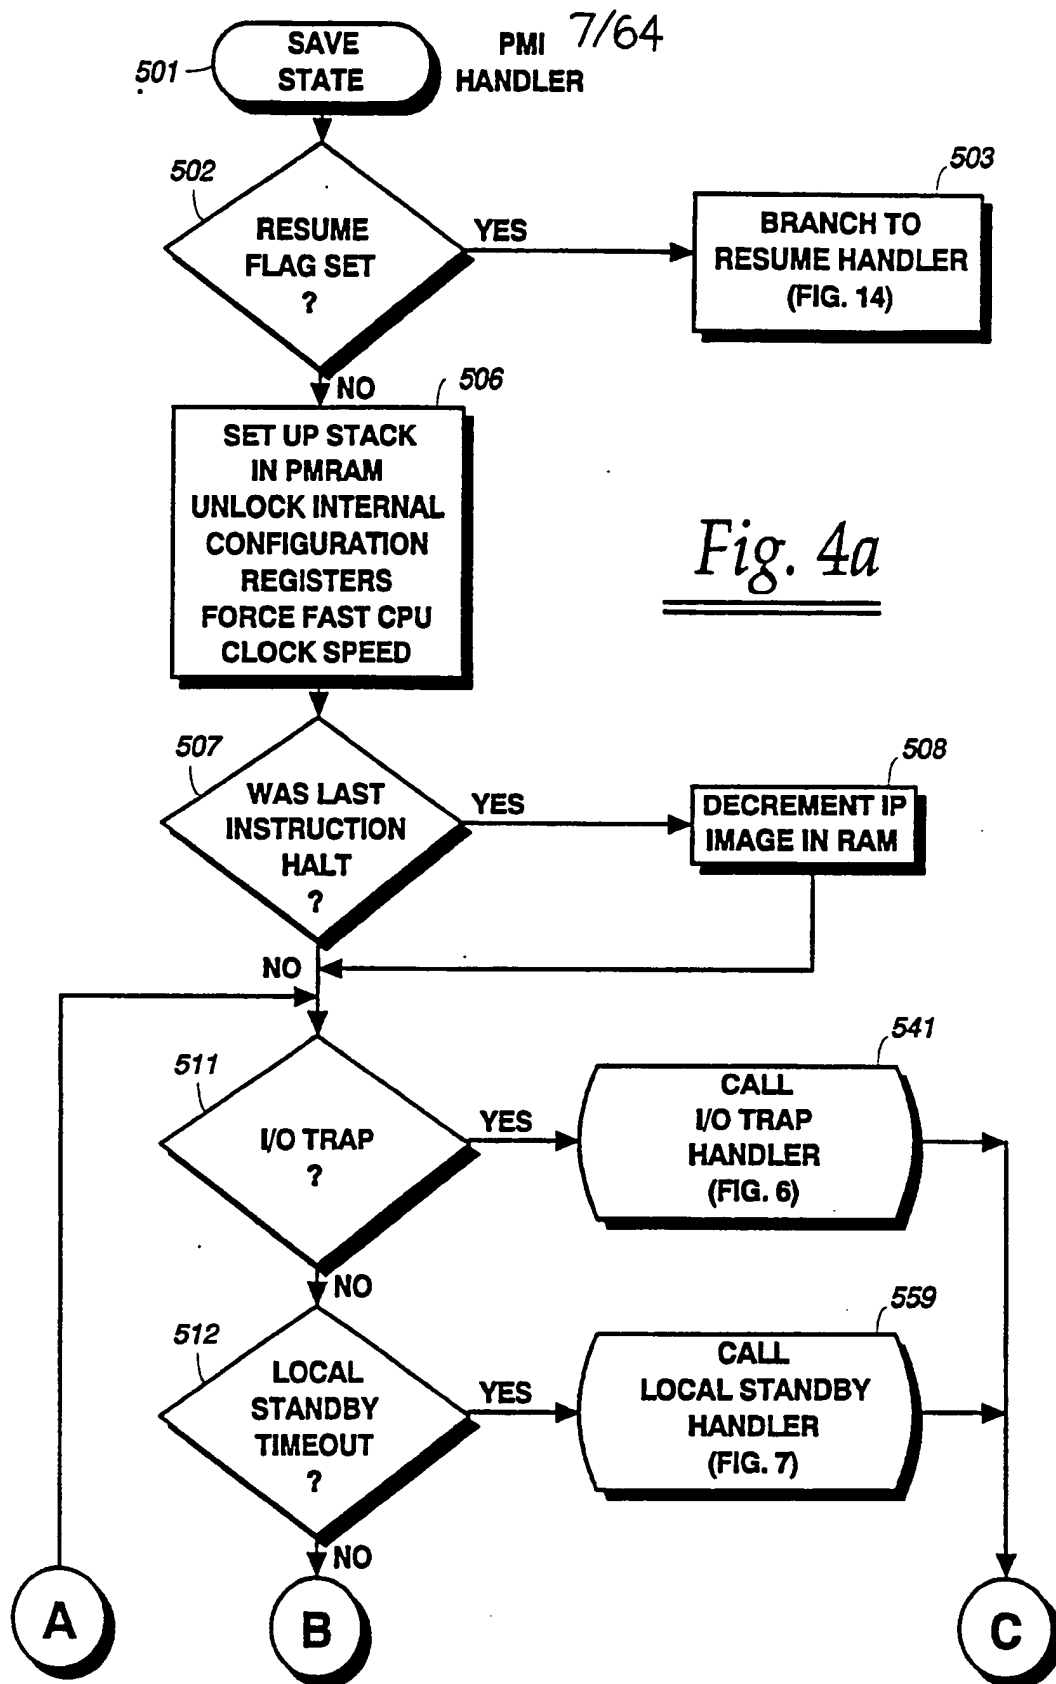 7/64
SAVE
STATE
501
PMI
HANDLER
502
RESUME
FLAG SET
?
YES
503
BRANCH TO
RESUME HANDLER
(FIG. 14)
NO
506
SET UP STACK
IN PMRAM
UNLOCK INTERNAL
CONFIGURATION
REGISTERS
FORCE FAST CPU
CLOCK SPEED
Fig. 4a
507
WAS LAST
INSTRUCTION
HALT
?
YES
508
DECREMENT IP
IMAGE IN RAM
NO
511
I/O TRAP
?
YES
541
CALL
I/O TRAP
HANDLER
(FIG. 6)
NO
512
LOCAL
STANDBY
TIMEOUT
?
YES
559
CALL
LOCAL STANDBY
HANDLER
(FIG. 7)
NO
A
B
C